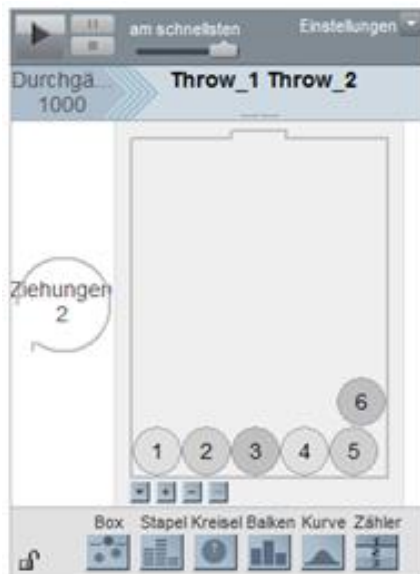 am schnellsten Einstellungen
Durchgä... Throw_1 Throw_2
1000
Ziehungen
2
6
1 2 3 4 5
Box Stapel Kreisel Balken Kurve Zähler